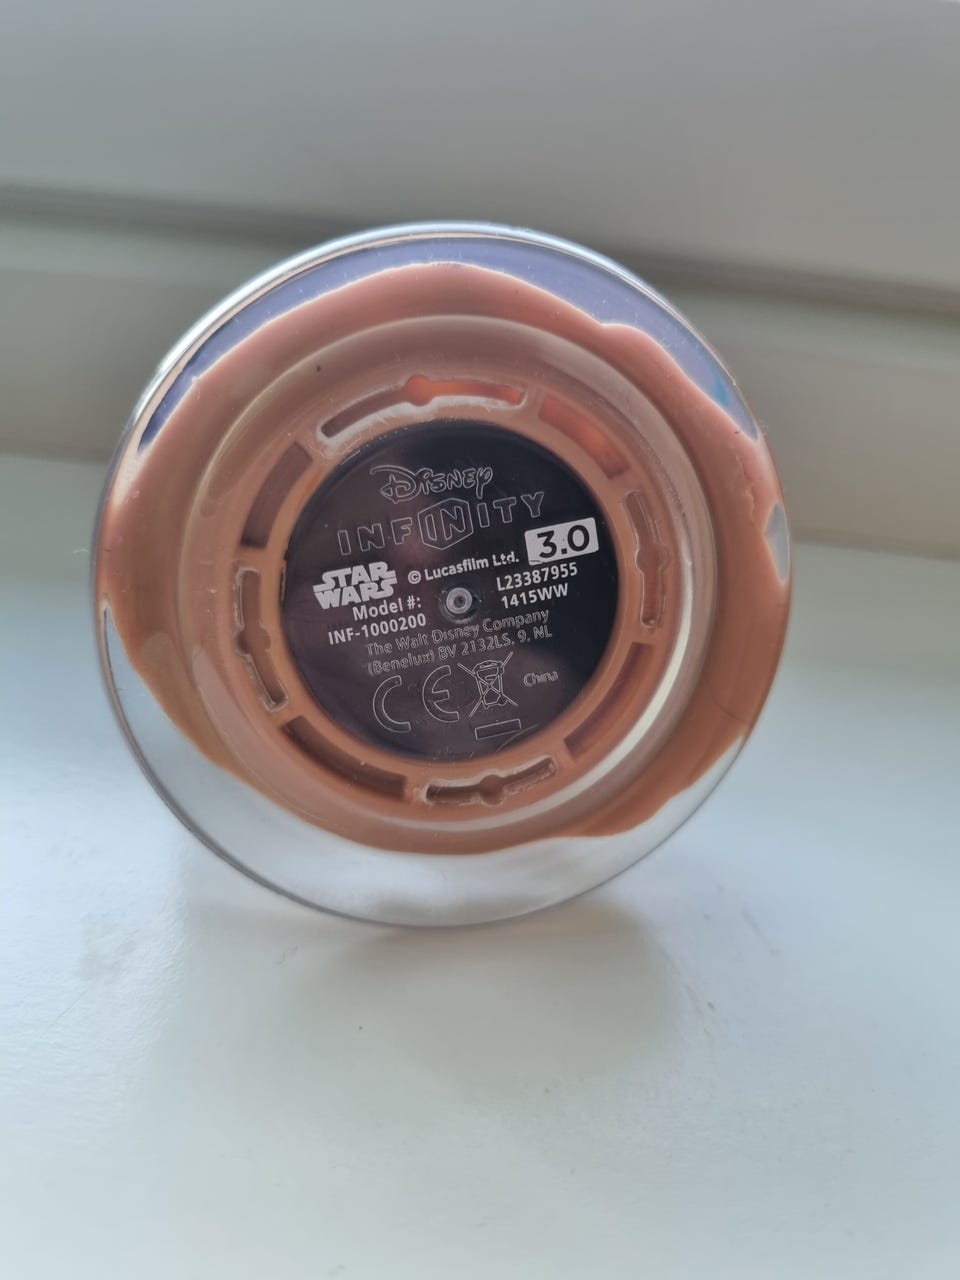 Disney
INFINITY
3.0
STAR WARS
© Lucasfilm Ltd.
Model #:
INF-1000200
L23387955
1415WW
The Walt Disney Company
(Benelux) BV 2132LS, 9, NL
CE
China